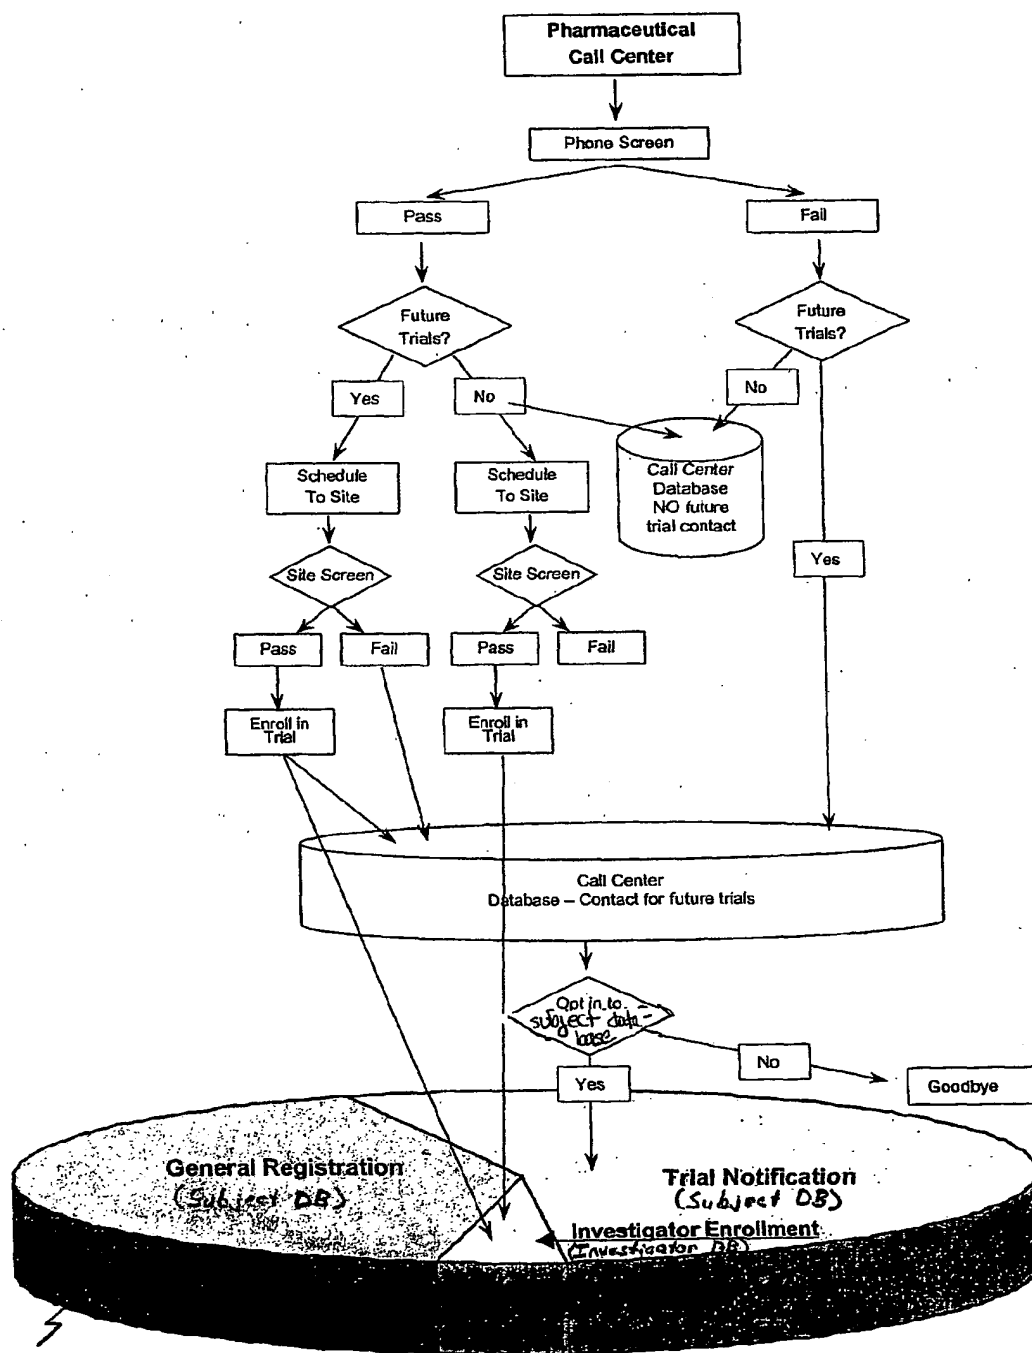 Pharmaceutical
Call Center
Phone Screen
Pass
Fail
Future
Trials?
Future
Trials?
Yes
No
No
Schedule
To Site
Schedule
To Site
Call Center
Database
NO future
trial contact
Yes
Site Screen
Site Screen
Pass
Fail
Pass
Fail
Enroll in
Trial
Enroll in
Trial
Call Center
Database – Contact for future trials
Opt in to
subject data-
base
No
Yes
Goodbye
General Registration
(Subject DB)
Trial Notification
(Subject DB)
Investigator Enrollment
(Investigator DB)